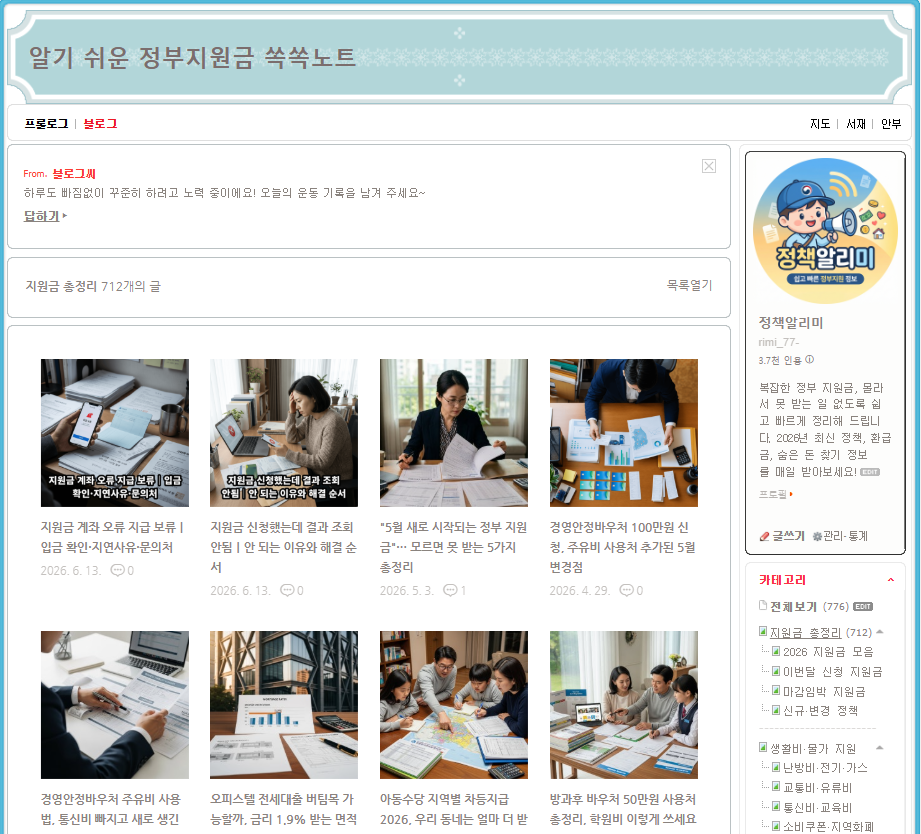 알기 쉬운 정부지원금 쏙쏙노트
프롤로그 | 블로그
지도 | 서재 | 안부
From. 블로그씨
하루도 빠짐없이 꾸준히 하려고 노력 중이에요! 오늘의 운동 기록을 남겨 주세요~
답하기
지원금 총정리 712개의 글
목록열기
지원금 계좌 오류 지급 보류 | 입금
확인·지연사유·문의처
지원금 신청했는데 결과 조회
안됨 | 안 되는 이유와 해결 순서
지원금 계좌 오류 지급 보류 |
입금 확인·지연사유·문의처
2026. 6. 13. 0
지원금 신청했는데 결과 조회
안됨 | 안 되는 이유와 해결 순
서
2026. 6. 13. 0
"5월 새로 시작되는 정부 지원
금"… 모르면 못 받는 5가지
총정리
2026. 5. 3. 1
경영안정바우처 100만원 신
청, 주유비 사용처 추가된 5월
변경점
2026. 4. 29. 0
경영안정바우처 주유비 사용
법, 통신비 빠지고 새로 생긴
오피스텔 전세대출 버팀목 가
능할까, 금리 1.9% 받는 면적
아동수당 지역별 차등지급
2026, 우리 동네는 얼마 더 받
방과후 바우처 50만원 사용처
총정리, 학원비 이렇게 쓰세요
정책알리미
쉽고 빠른 정부지원 정보
정책알리미
rimi_77-
3.7천 인용
복잡한 정부 지원금, 몰라
서 못 받는 일 없도록 쉽
고 빠르게 정리해 드립니
다. 2026년 최신 정책, 환급
금, 숨은 돈 찾기 정보
를 매일 받아보세요! EDIT
프로필
글쓰기 관리·통계
카테고리
전체보기 (776) EDIT
지원금 총정리 (712)
2026 지원금 모음
이번달 신청 지원금
마감임박 지원금
신규·변경 정책
생활비·물가 지원
난방비·전기·가스
교통비·유류비
통신비·교육비
소비쿠폰·지역화폐